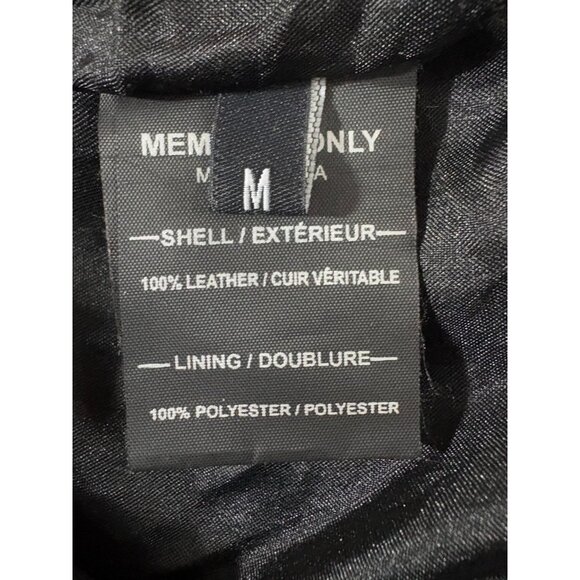 MEM ONLY
M A
M
SHELL / EXTÉRIEUR
100% LEATHER / CUIR VÉRITABLE
LINING / DOUBLURE
100% POLYESTER / POLYESTER